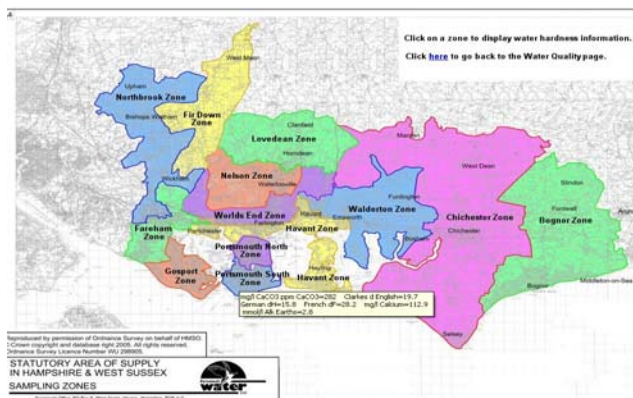 Click on a zone to display water hardness information.
Click here to go back to the Water Quality page.
West Meon
Upham
Northbrook Zone
Bishops Waltham
Fir Down
Zone
Clanfield
Lovedean Zone
Horndean
Marden
West Dean
Nelson Zone
Wickham
Waterlooville
Slindon
Funtington
Worlds End Zone
Havant
Emsworth
Walderton Zone
Fontwell
Chichester Zone
Bognor Zone
Fareham
Zone
Portchester
Farlington
Havant Zone
Bosham
Chichester
Portsmouth North
Zone
Gosport
Zone
Hayling
Havant Zone
Portsmouth South
Zone
Bognor
Middleton-on-Sea
mg/l CaCO3 ppm CaCO3=282 Clarkes d English=19.7
German dH=15.8 French dF=28.2 mg/l Calcium=112.9
mmol/l Alk Earths=2.8
Selsey
Reproduced by permission of Ordnance Survey on behalf of HMSO.
Crown copyright and database right 2005. All rights reserved.
Ordnance Survey Licence Number WU 298905.
STATUTORY AREA OF SUPPLY
IN HAMPSHIRE & WEST SUSSEX
SAMPLING ZONES
Portsmouth
water